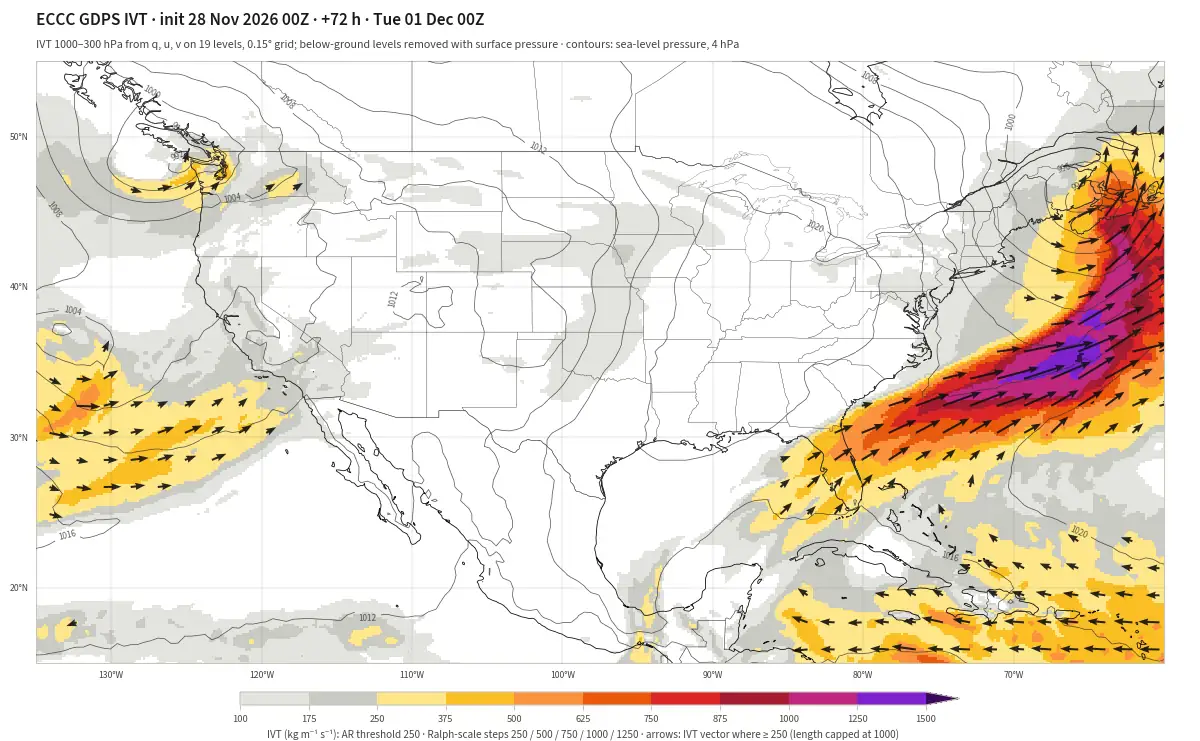 ECCC GDPS IVT · init 28 Nov 2026 00Z · +72 h · Tue 01 Dec 00Z
IVT 1000–300 hPa from q, u, v on 19 levels, 0.15° grid; below-ground levels removed with surface pressure · contours: sea-level pressure, 4 hPa
1000
1008
1008
1000
1012
1004
1008
1020
1004
1012
1016
1016
1020
1012
50°N
40°N
30°N
20°N
130°W 120°W 110°W 100°W 90°W 80°W 70°W
100 175 250 375 500 625 750 875 1000 1250 1500
IVT (kg m⁻¹ s⁻¹): AR threshold 250 · Ralph-scale steps 250 / 500 / 750 / 1000 / 1250 · arrows: IVT vector where ≥ 250 (length capped at 1000)